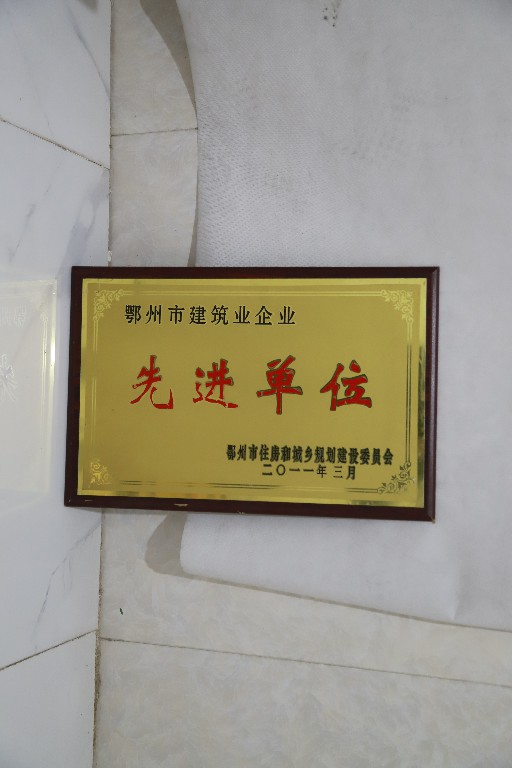 鄂州市建筑业企业
先进单位
鄂州市住房和城乡规划建设委员会
二〇一一年三月